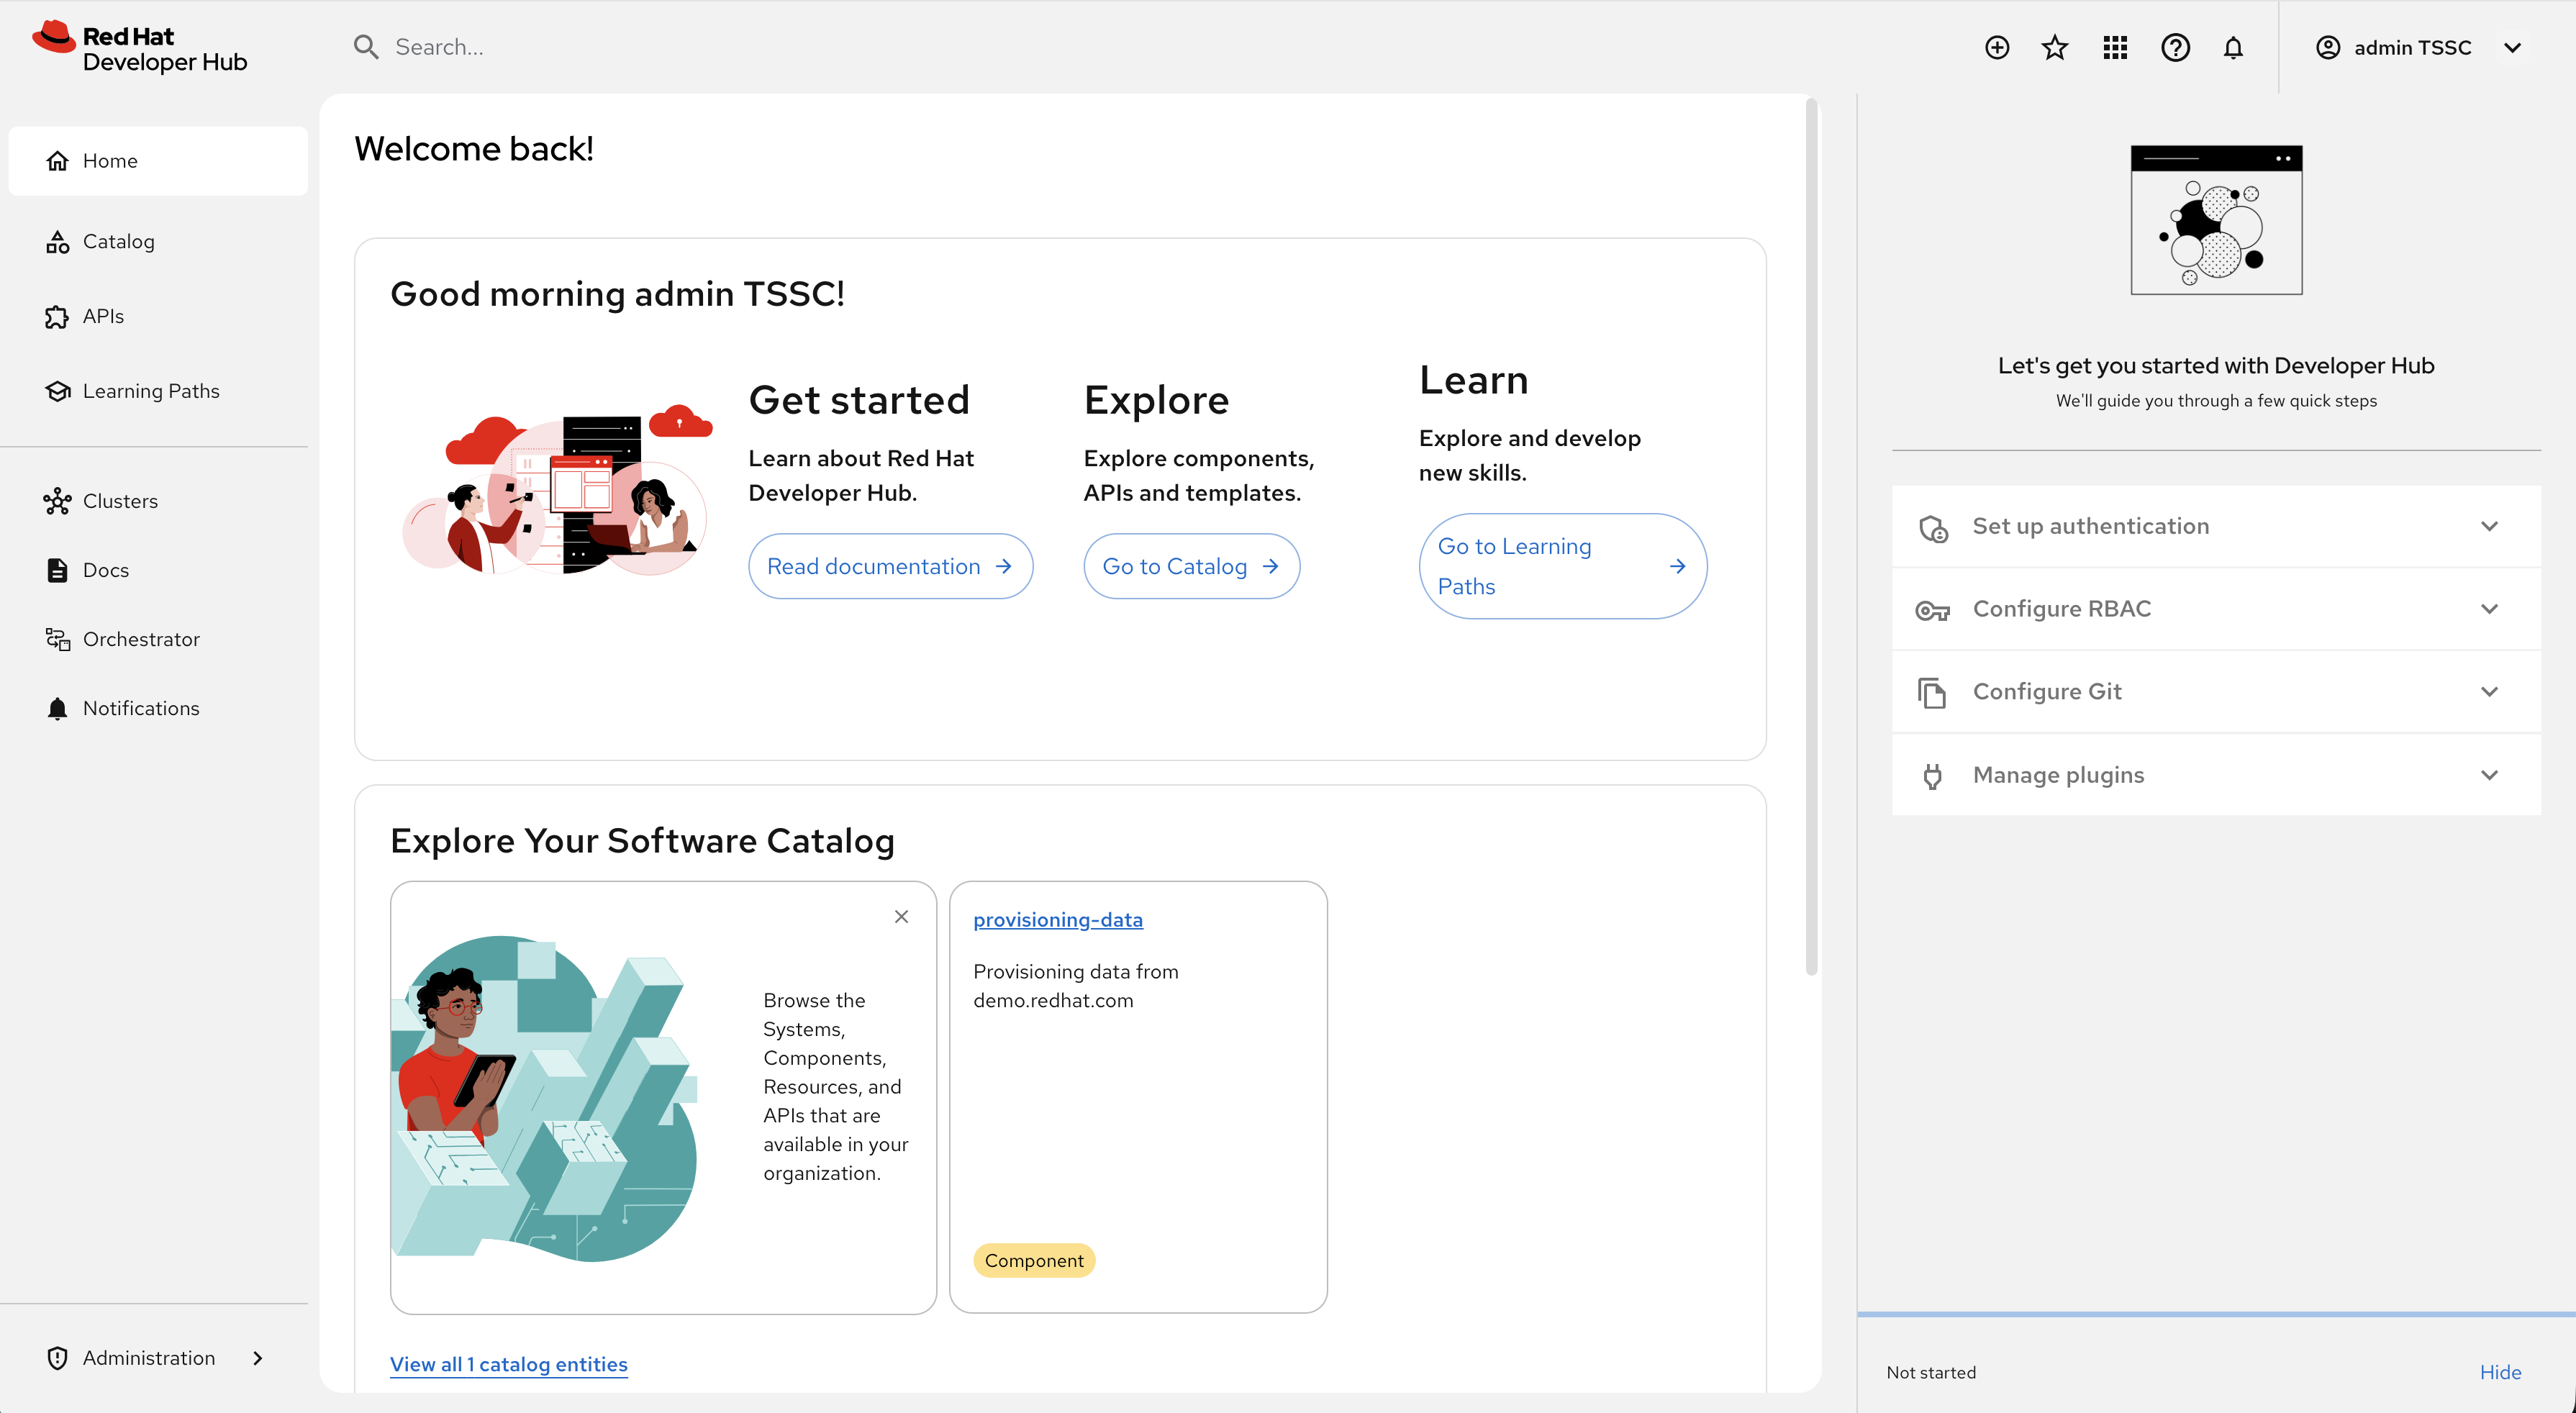 Red Hat
Developer Hub
Search...
admin TSSC
Home
Catalog
APIs
Learning Paths
Clusters
Docs
Orchestrator
Notifications
Administration
Welcome back!
Good morning admin TSSC!
Get started
Learn about Red Hat
Developer Hub.
Read documentation
Explore
Explore components,
APIs and templates.
Go to Catalog
Learn
Explore and develop
new skills.
Go to Learning
Paths
Explore Your Software Catalog
Browse the
Systems,
Components,
Resources, and
APIs that are
available in your
organization.
provisioning-data
Provisioning data from
demo.redhat.com
Component
View all 1 catalog entities
Let's get you started with Developer Hub
We'll guide you through a few quick steps
Set up authentication
Configure RBAC
Configure Git
Manage plugins
Not started
Hide